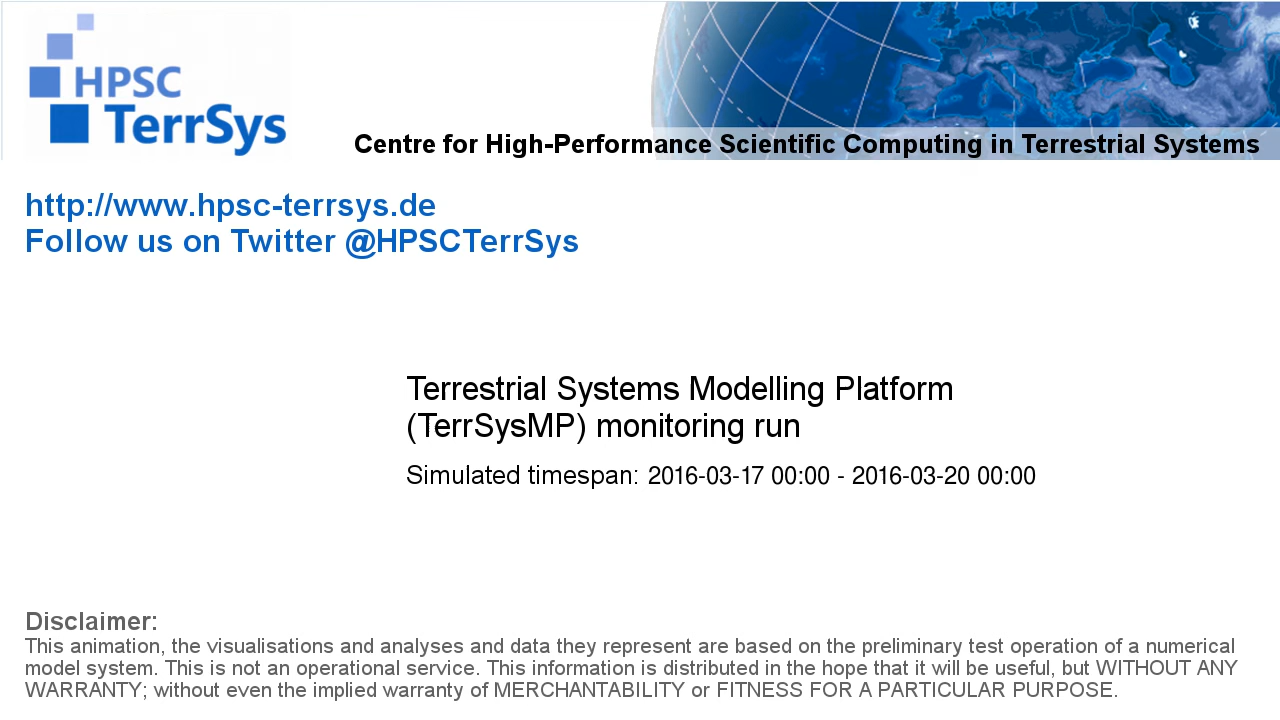 HPSC
TerrSys
Centre for High-Performance Scientific Computing in Terrestrial Systems
http://www.hpsc-terrsys.de
Follow us on Twitter @HPSCTerrSys
Terrestrial Systems Modelling Platform
(TerrSysMP) monitoring run
Simulated timespan: 2016-03-17 00:00 - 2016-03-20 00:00
Disclaimer:
This animation, the visualisations and analyses and data they represent are based on the preliminary test operation of a numerical
model system. This is not an operational service. This information is distributed in the hope that it will be useful, but WITHOUT ANY
WARRANTY; without even the implied warranty of MERCHANTABILITY or FITNESS FOR A PARTICULAR PURPOSE.